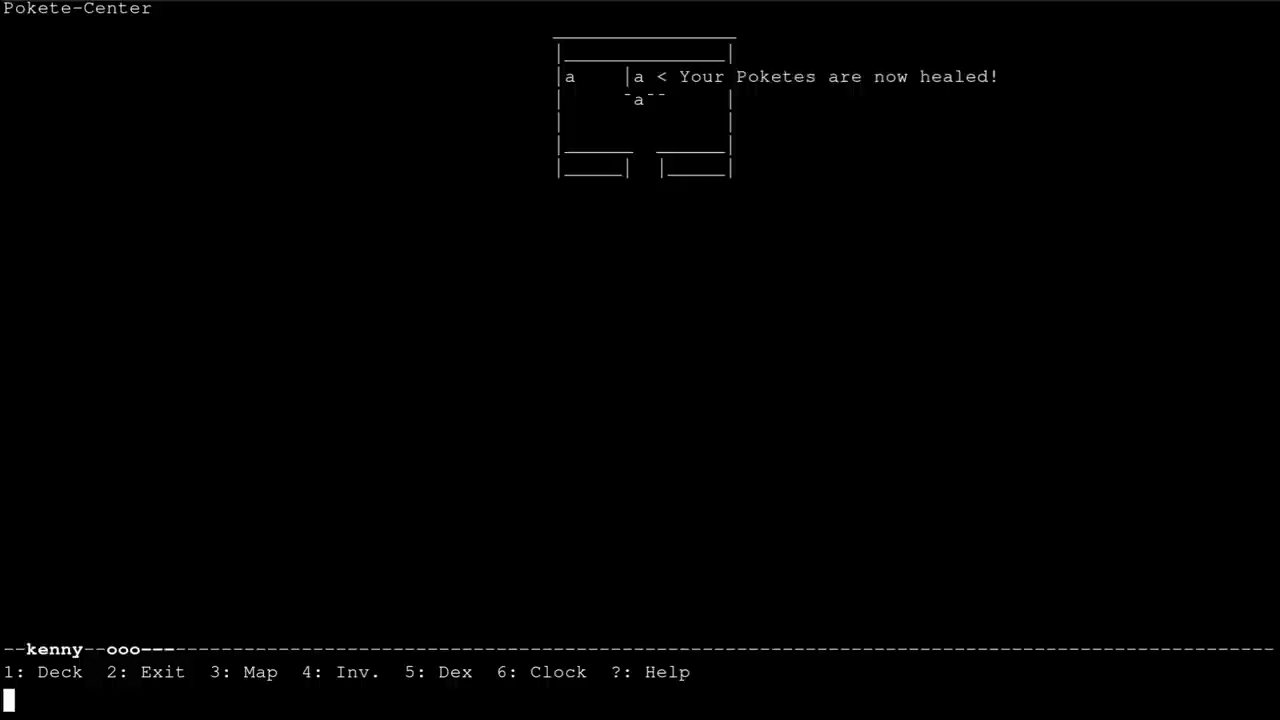 Pokete-Center
a |a < Your Poketes are now healed!
a
--kenny--ooo---
1: Deck 2: Exit 3: Map 4: Inv. 5: Dex 6: Clock ?: Help